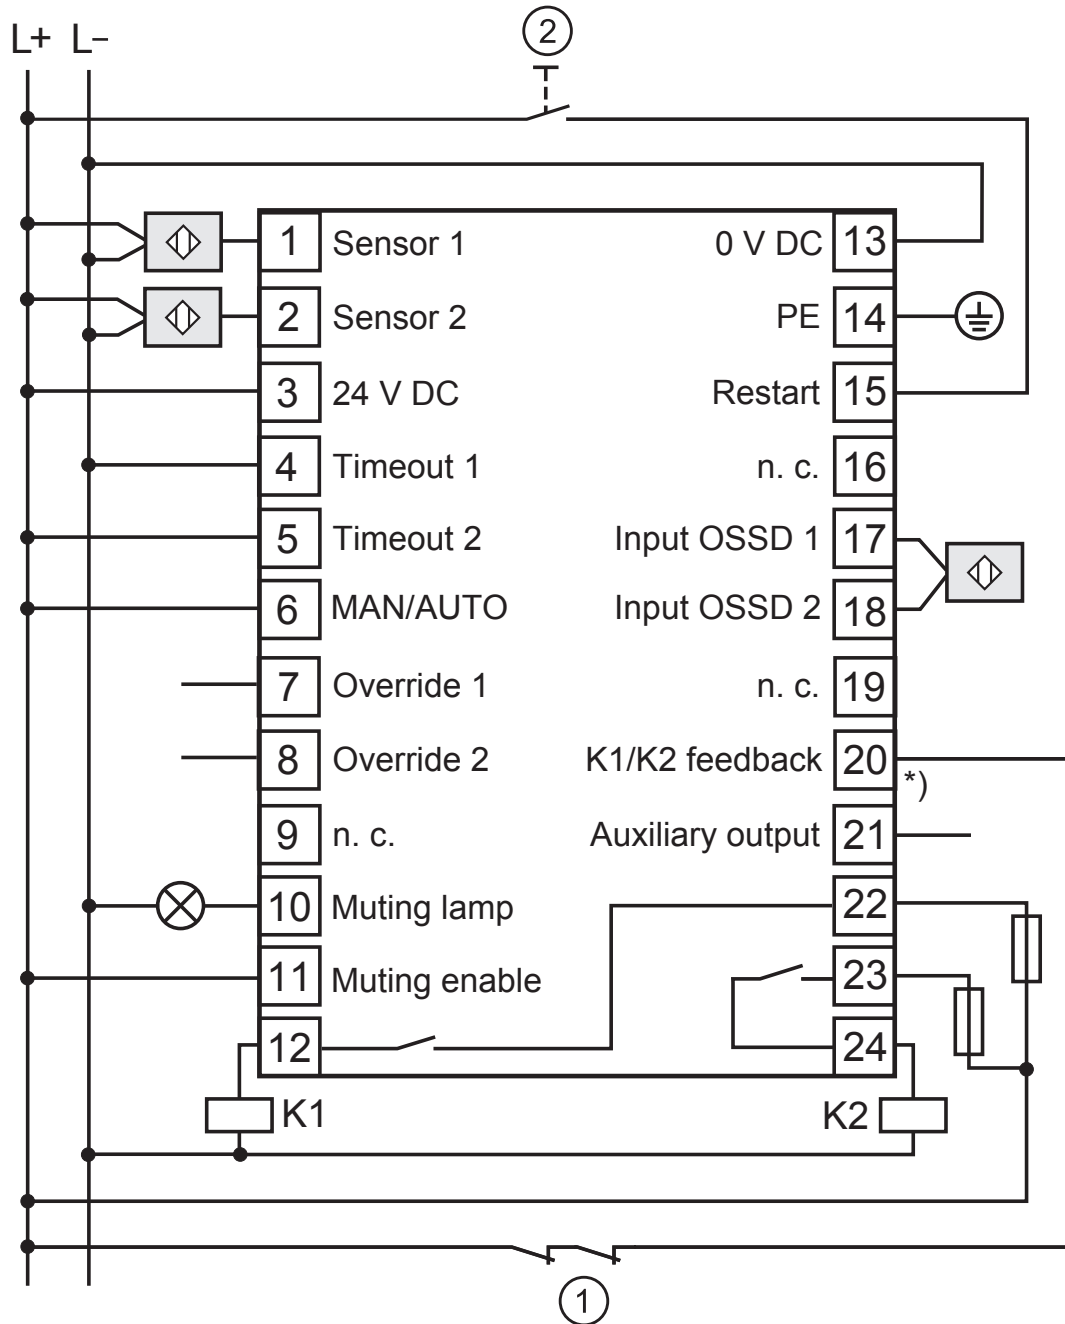 2
L+ L–
1 Sensor 1 0 V DC 13
2 Sensor 2 PE 14
3 24 V DC Restart 15
4 Timeout 1 n. c. 16
5 Timeout 2 Input OSSD 1 17
6 MAN/AUTO Input OSSD 2 18
7 Override 1 n. c. 19
8 Override 2 K1/K2 feedback 20
*)
9 n. c. Auxiliary output 21
10 Muting lamp 22
11 Muting enable 23
12 24
K1 K2
1